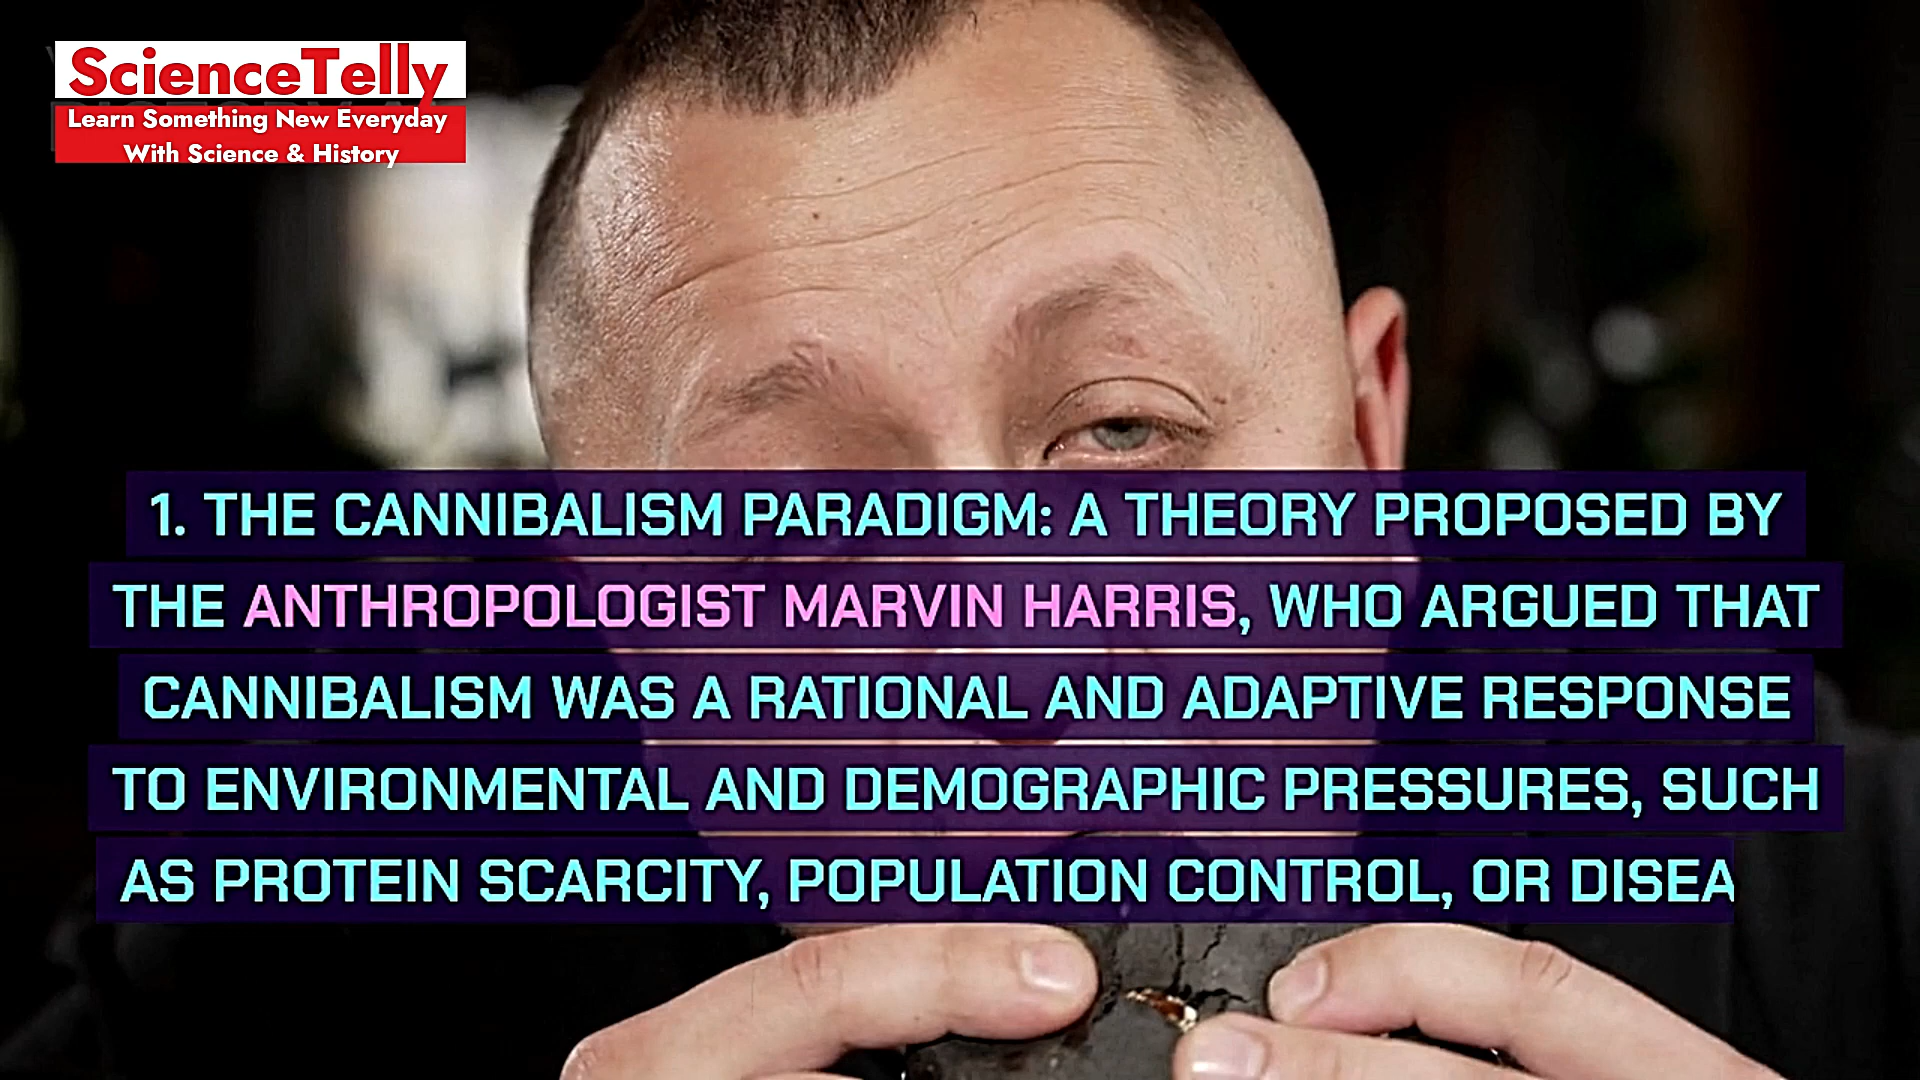 ScienceTelly
Learn Something New Everyday
With Science & History
1. THE CANNIBALISM PARADIGM: A THEORY PROPOSED BY
THE ANTHROPOLOGIST MARVIN HARRIS, WHO ARGUED THAT
CANNIBALISM WAS A RATIONAL AND ADAPTIVE RESPONSE
TO ENVIRONMENTAL AND DEMOGRAPHIC PRESSURES, SUCH
AS PROTEIN SCARCITY, POPULATION CONTROL, OR DISEA